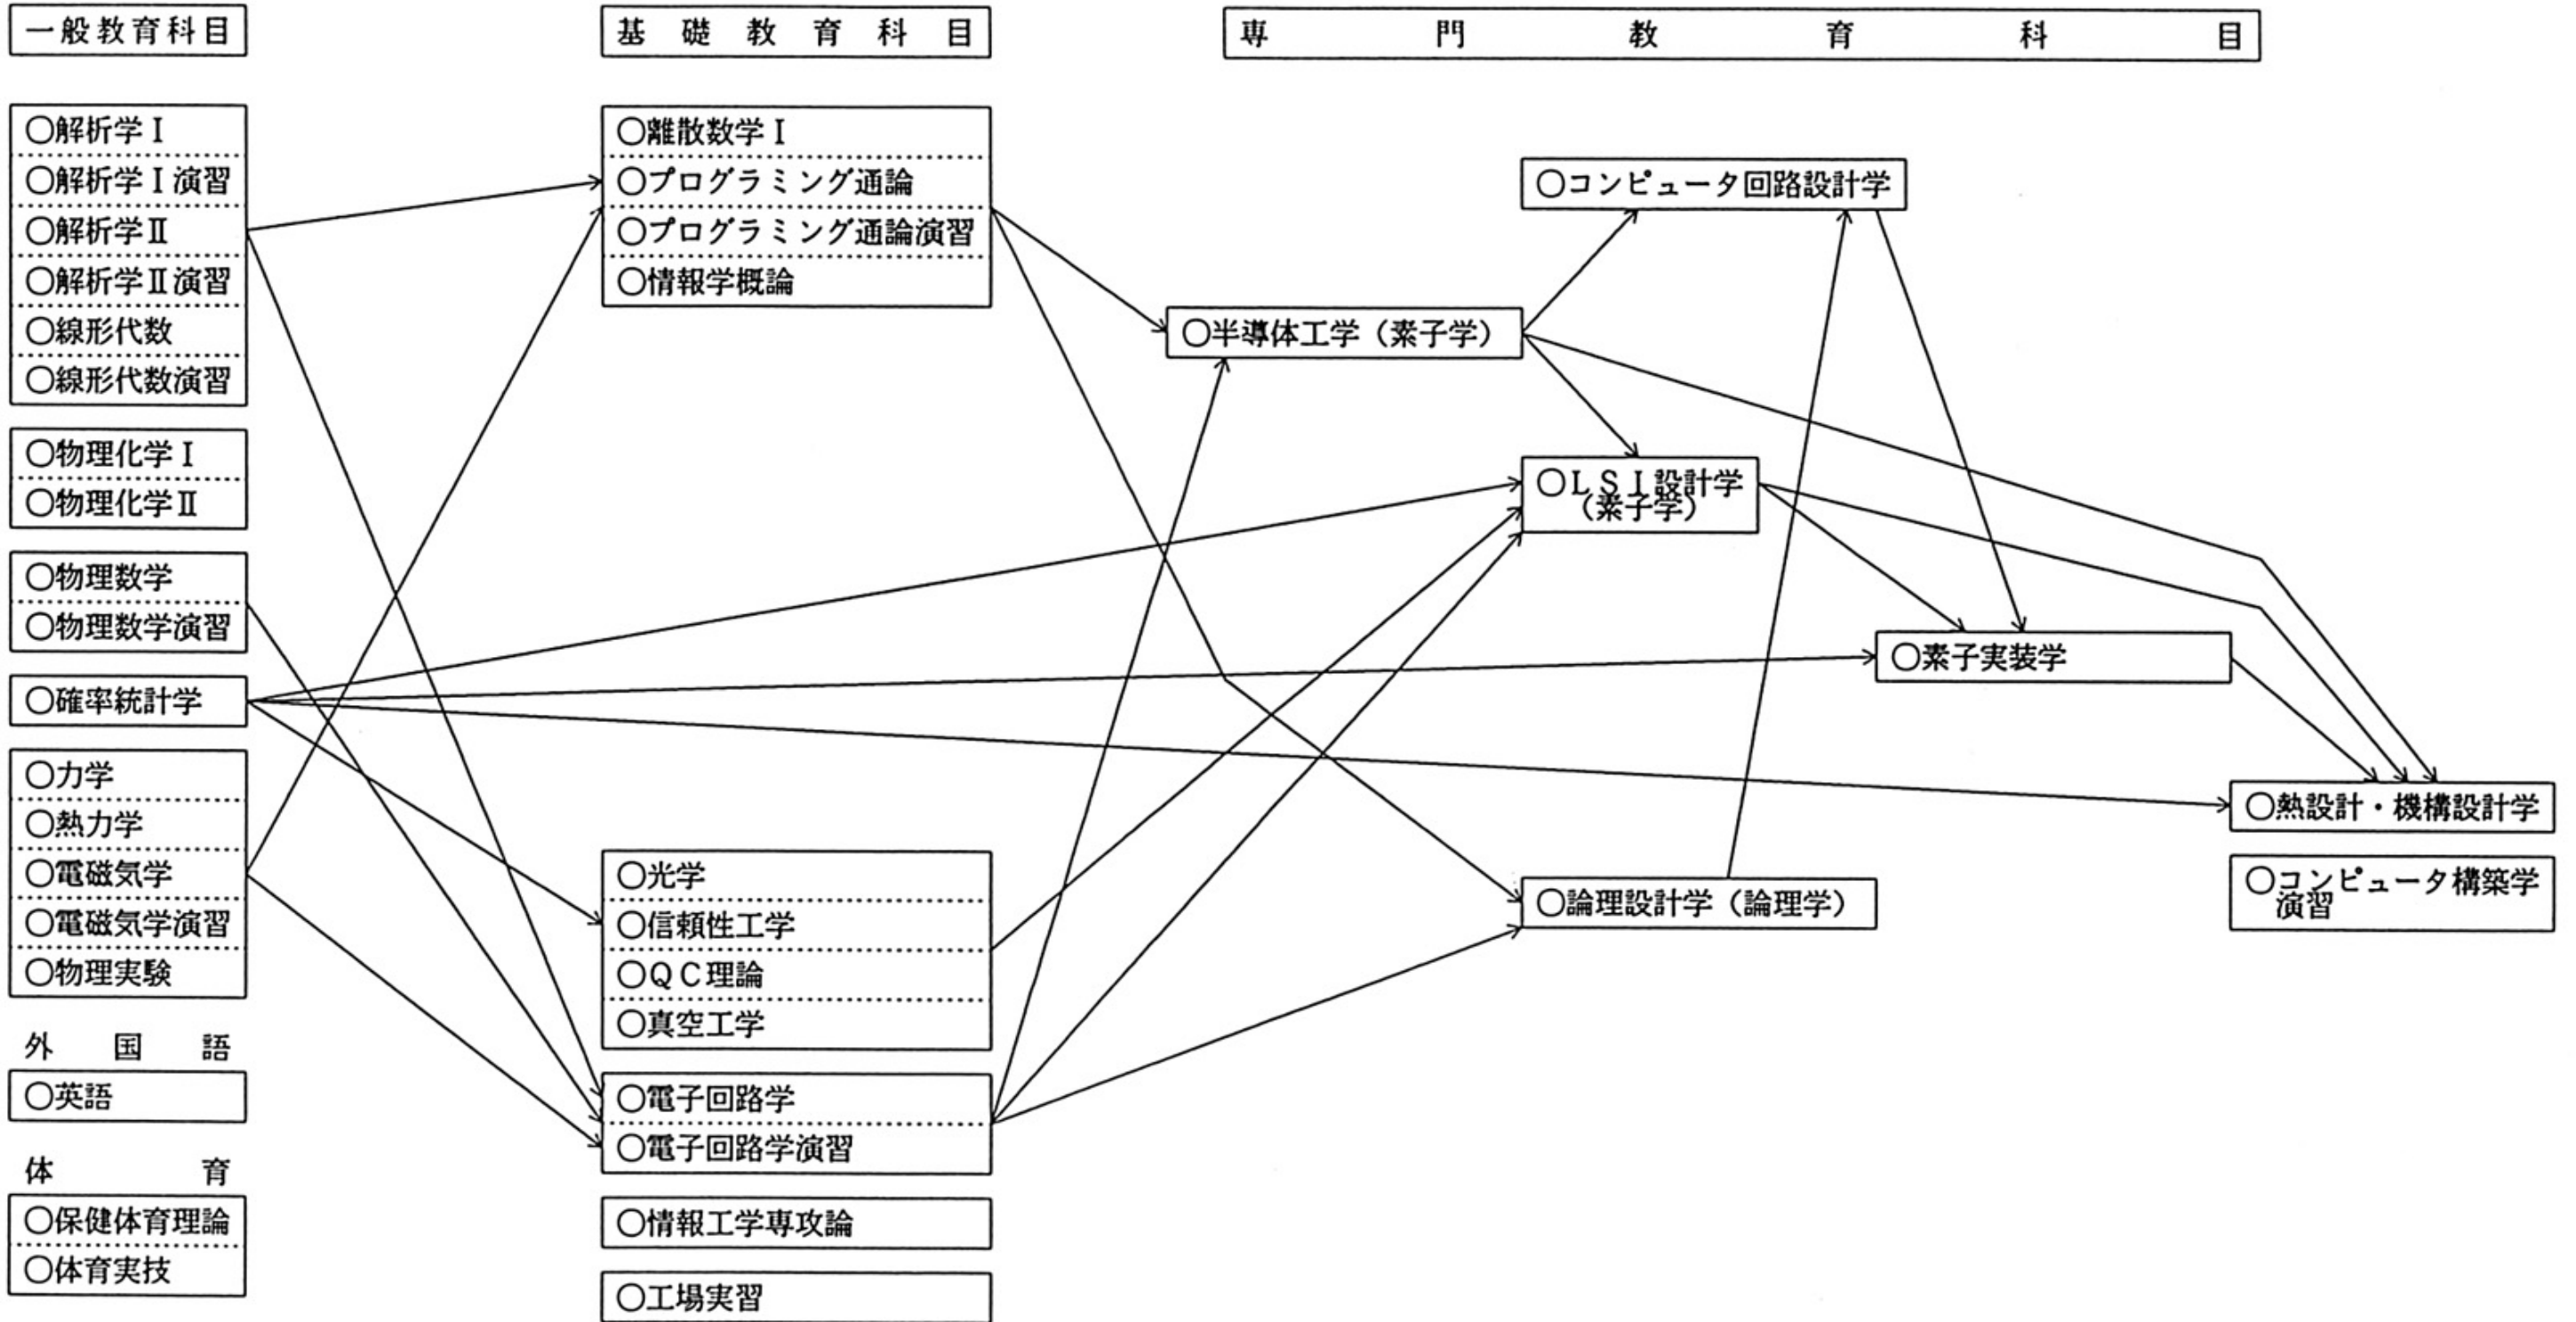 一般教育科目
基礎教育科目
専門教育科目
○解析学Ⅰ
○解析学Ⅰ演習
○解析学Ⅱ
○解析学Ⅱ演習
○線形代数
○線形代数演習
○物理化学Ⅰ
○物理化学Ⅱ
○物理数学
○物理数学演習
○確率統計学
○力学
○熱力学
○電磁気学
○電磁気学演習
○物理実験
外国語
○英語
体育
○保健体育理論
○体育実技
○離散数学Ⅰ
○プログラミング通論
○プログラミング通論演習
○情報学概論
○光学
○信頼性工学
○QC理論
○真空工学
○電子回路学
○電子回路学演習
○情報工学専攻論
○工場実習
○半導体工学（素子学）
○コンピュータ回路設計学
○LSI設計学
（素子学）
○論理設計学（論理学）
○素子実装学
○熱設計・機構設計学
○コンピュータ構築学
演習